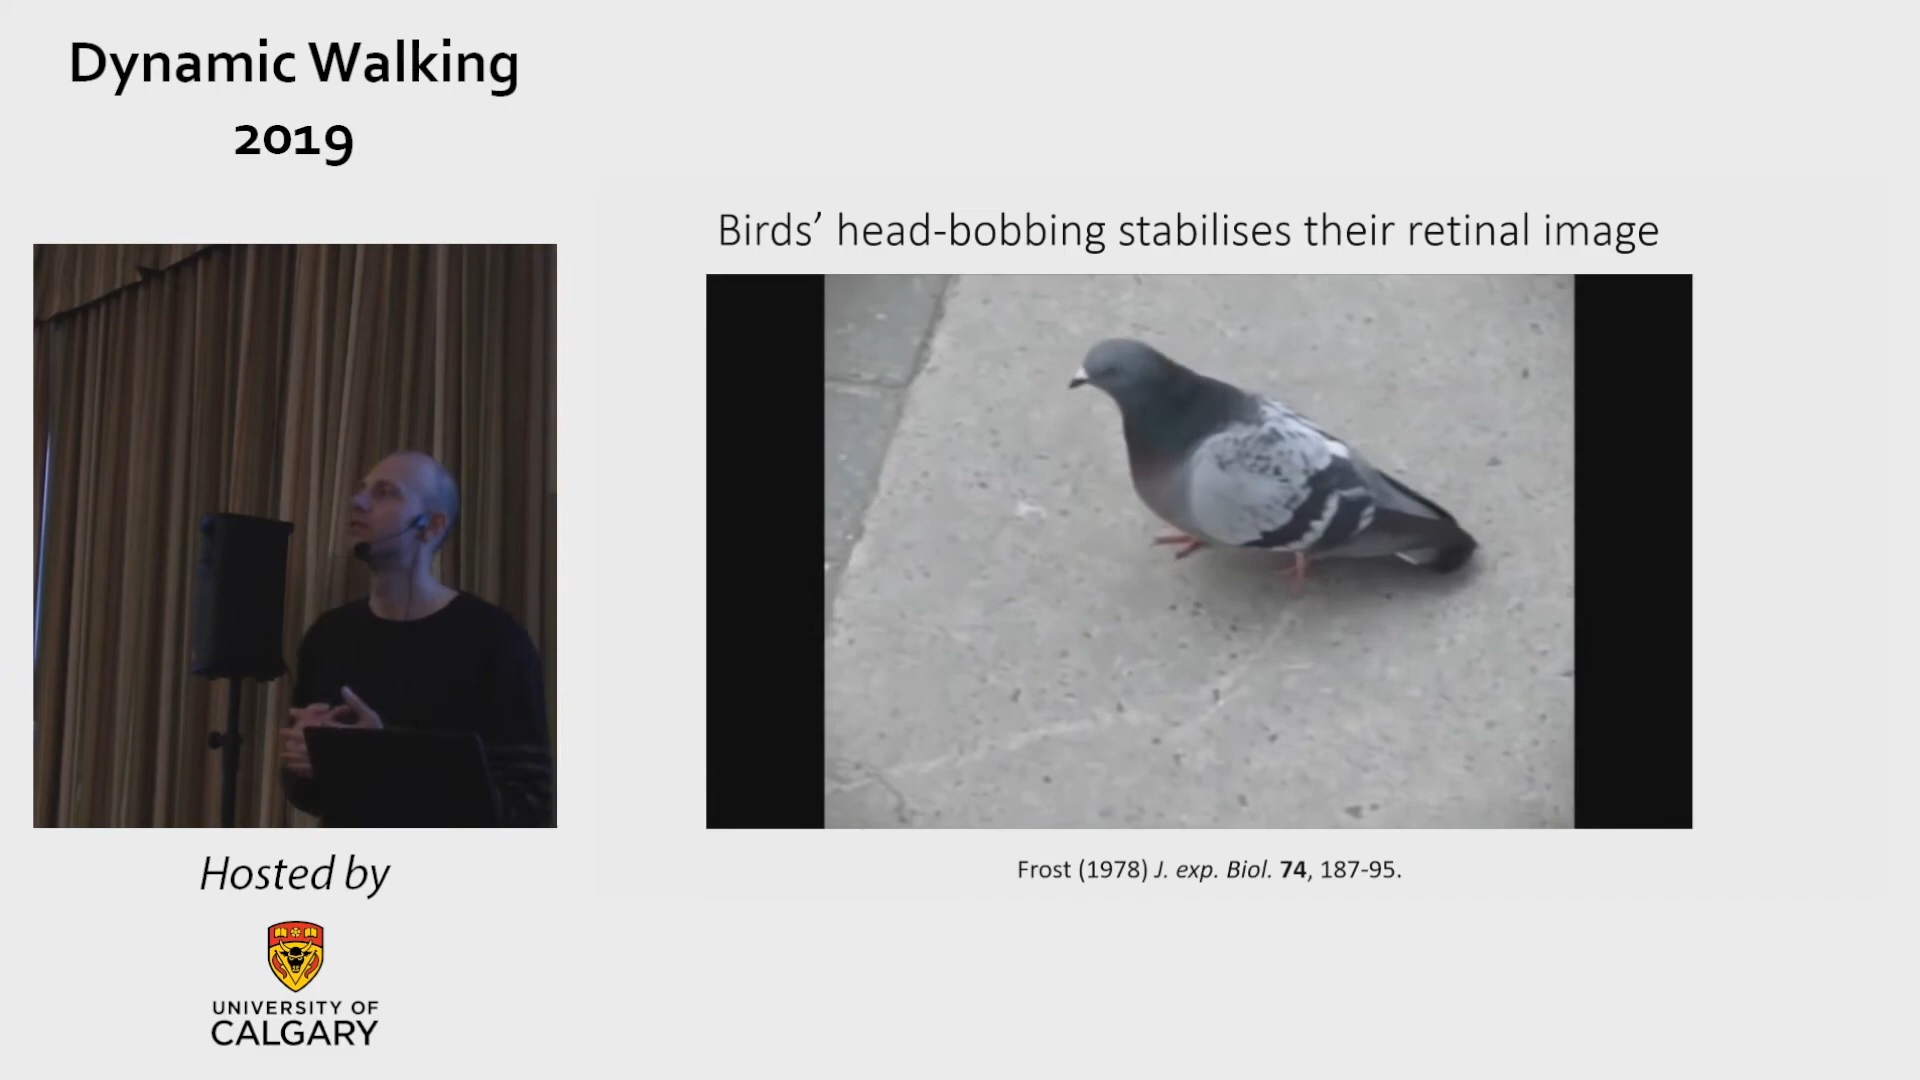 Dynamic Walking
2019
Birds’ head-bobbing stabilises their retinal image
Frost (1978) J. exp. Biol. 74, 187-95.
Hosted by
UNIVERSITY OF
CALGARY